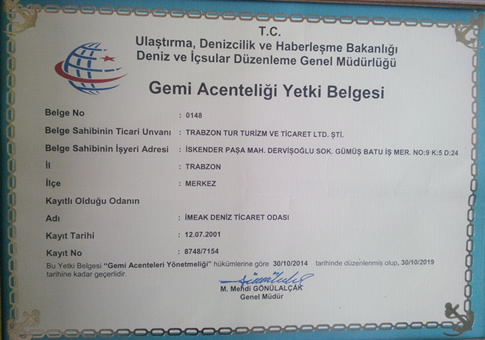 T.C.
Ulaştırma, Denizcilik ve Haberleşme Bakanlığı
Deniz ve İçsular Düzenleme Genel Müdürlüğü
Gemi Acenteliği Yetki Belgesi
Belge No : 0148
Belge Sahibinin Ticari Unvanı : TRABZON TUR TURİZM VE TİCARET LTD. ŞTİ.
Belge Sahibinin İşyeri Adresi : İSKENDER PAŞA MAH. DERVİŞOĞLU SOK. GÜMÜŞ BATU İŞ MER. NO:9 K:5 D:24
İl : TRABZON
İlçe : MERKEZ
Kayıtlı Olduğu Odanın
Adı : İMEAK DENİZ TİCARET ODASI
Kayıt Tarihi : 12.07.2001
Kayıt No : 8748/7154
Bu Yetki Belgesi "Gemi Acenteleri Yönetmeliği" hükümlerine göre 30/10/2014 tarihinde düzenlenmiş olup, 30/10/2019
tarihine kadar geçerlidir.
M. Mehdi GÖNÜLALÇAK
Genel Müdür